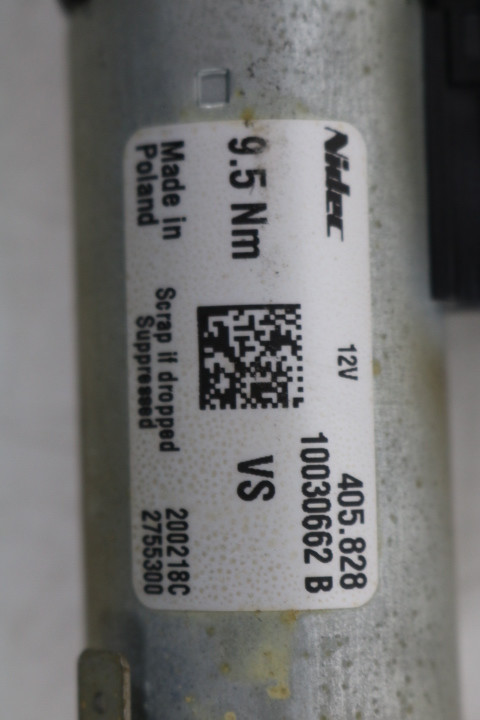 Nidec 12V 405.828
10030662 B
9.5 Nm VS
Made in Scrap if dropped 200218C
Poland Suppressed 2755300